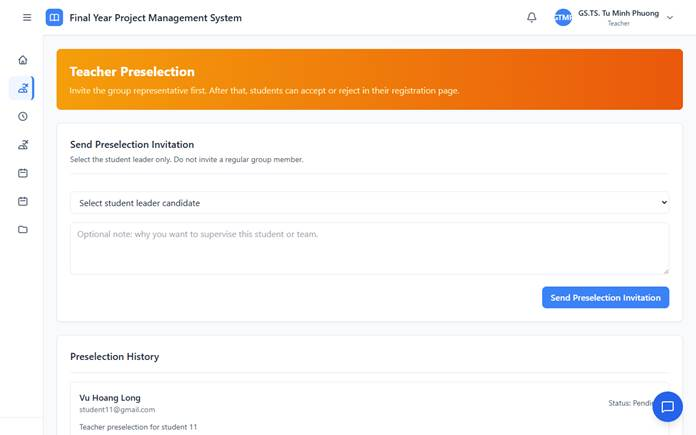 Final Year Project Management System
GTMP
GS.TS. Tu Minh Phuong
Teacher
Teacher Preselection
Invite the group representative first. After that, students can accept or reject in their registration page.
Send Preselection Invitation
Select the student leader only. Do not invite a regular group member.
Select student leader candidate
Optional note: why you want to supervise this student or team.
Send Preselection Invitation
Preselection History
Vu Hoang Long
Status:
student11@gmail.com
Teacher preselection for student 11